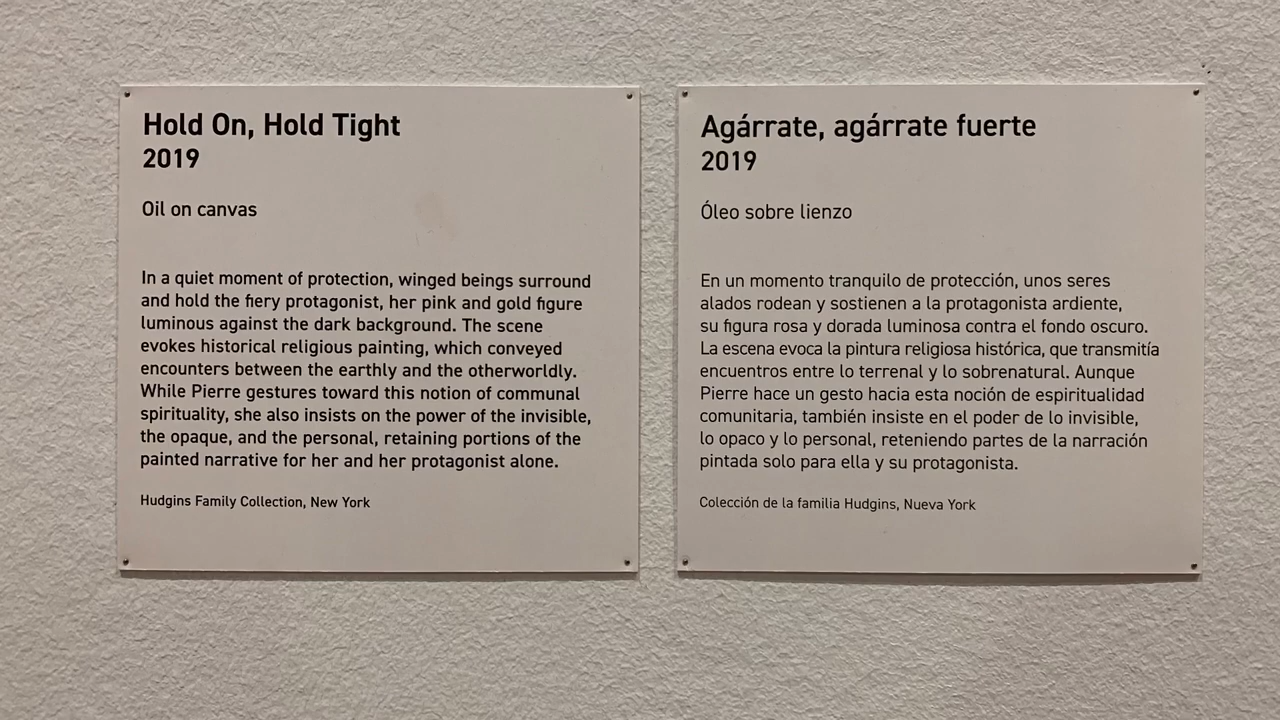 Hold On, Hold Tight
2019
Oil on canvas
In a quiet moment of protection, winged beings surround
and hold the fiery protagonist, her pink and gold figure
luminous against the dark background. The scene
evokes historical religious painting, which conveyed
encounters between the earthly and the otherworldly.
While Pierre gestures toward this notion of communal
spirituality, she also insists on the power of the invisible,
the opaque, and the personal, retaining portions of the
painted narrative for her and her protagonist alone.
Hudgins Family Collection, New York
Agárrate, agárrate fuerte
2019
Óleo sobre lienzo
En un momento tranquilo de protección, unos seres
alados rodean y sostienen a la protagonista ardiente,
su figura rosa y dorada luminosa contra el fondo oscuro.
La escena evoca la pintura religiosa histórica, que transmitía
encuentros entre lo terrenal y lo sobrenatural. Aunque
Pierre hace un gesto hacia esta noción de espiritualidad
comunitaria, también insiste en el poder de lo invisible,
lo opaco y lo personal, reteniendo partes de la narración
pintada solo para ella y su protagonista.
Colección de la familia Hudgins, Nueva York